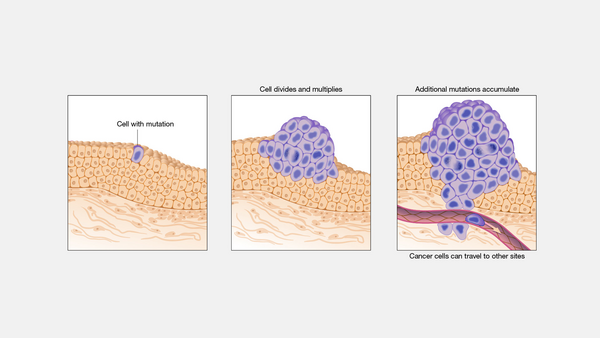 Cell with mutation
Cell divides and multiplies
Additional mutations accumulate
Cancer cells can travel to other sites